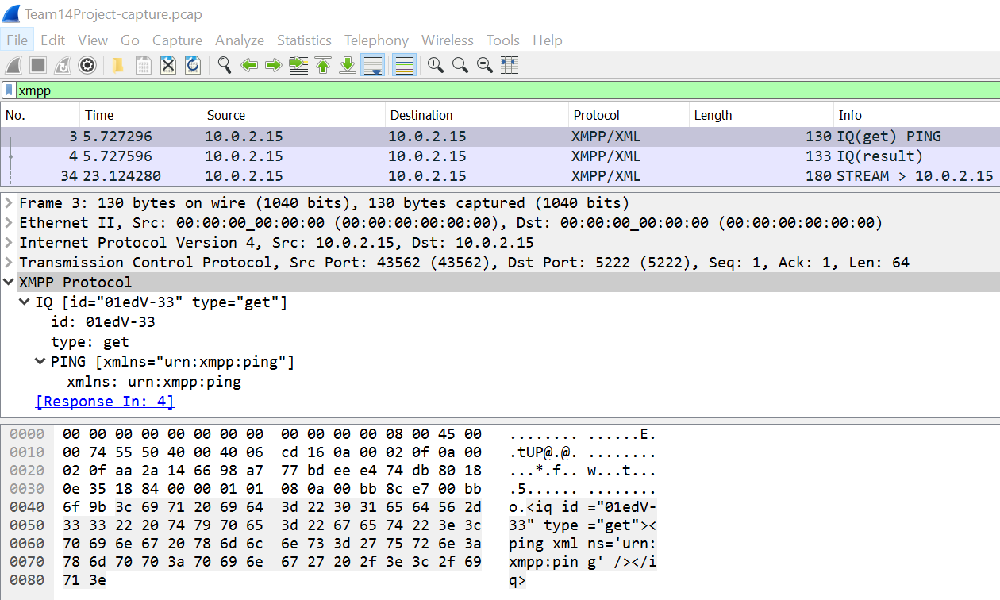 Team14Project-capture.pcap
File Edit View Go Capture Analyze Statistics Telephony Wireless Tools Help
xmpp
No. Time Source Destination Protocol Length Info
3 5.727296 10.0.2.15 10.0.2.15 XMPP/XML 130 IQ(get) PING
4 5.727596 10.0.2.15 10.0.2.15 XMPP/XML 133 IQ(result)
34 23.124280 10.0.2.15 10.0.2.15 XMPP/XML 180 STREAM > 10.0.2.15
Frame 3: 130 bytes on wire (1040 bits), 130 bytes captured (1040 bits)
Ethernet II, Src: 00:00:00_00:00:00 (00:00:00:00:00:00), Dst: 00:00:00_00:00:00 (00:00:00:00:00:00)
Internet Protocol Version 4, Src: 10.0.2.15, Dst: 10.0.2.15
Transmission Control Protocol, Src Port: 43562 (43562), Dst Port: 5222 (5222), Seq: 1, Ack: 1, Len: 64
XMPP Protocol
IQ [id="01edV-33" type="get"]
id: 01edV-33
type: get
PING [xmlns="urn:xmpp:ping"]
xmlns: urn:xmpp:ping
[Response In: 4]
0000 00 00 00 00 00 00 00 00 00 00 00 00 08 00 45 00 ........ ......E.
0010 00 74 55 50 40 00 40 06 cd 16 0a 00 02 0f 0a 00 .tUP@.@. ........
0020 02 0f aa 2a 14 66 98 a7 77 bd ee e4 74 db 80 18 ...*.f.. w...t...
0030 0e 35 18 84 00 00 01 01 08 0a 00 bb 8c e7 00 bb .5...... ........
0040 6f 9b 3c 69 71 20 69 64 3d 22 30 31 65 64 56 2d o.<iq id ="01edV-
0050 33 33 22 20 74 79 70 65 3d 22 67 65 74 22 3e 3c 33" type ="get"><
0060 70 69 6e 67 20 78 6d 6c 6e 73 3d 27 75 72 6e 3a ping xml ns='urn:
0070 78 6d 70 70 3a 70 69 6e 67 27 20 2f 3e 3c 2f 69 xmpp:pin g' /></i
0080 71 3e q>